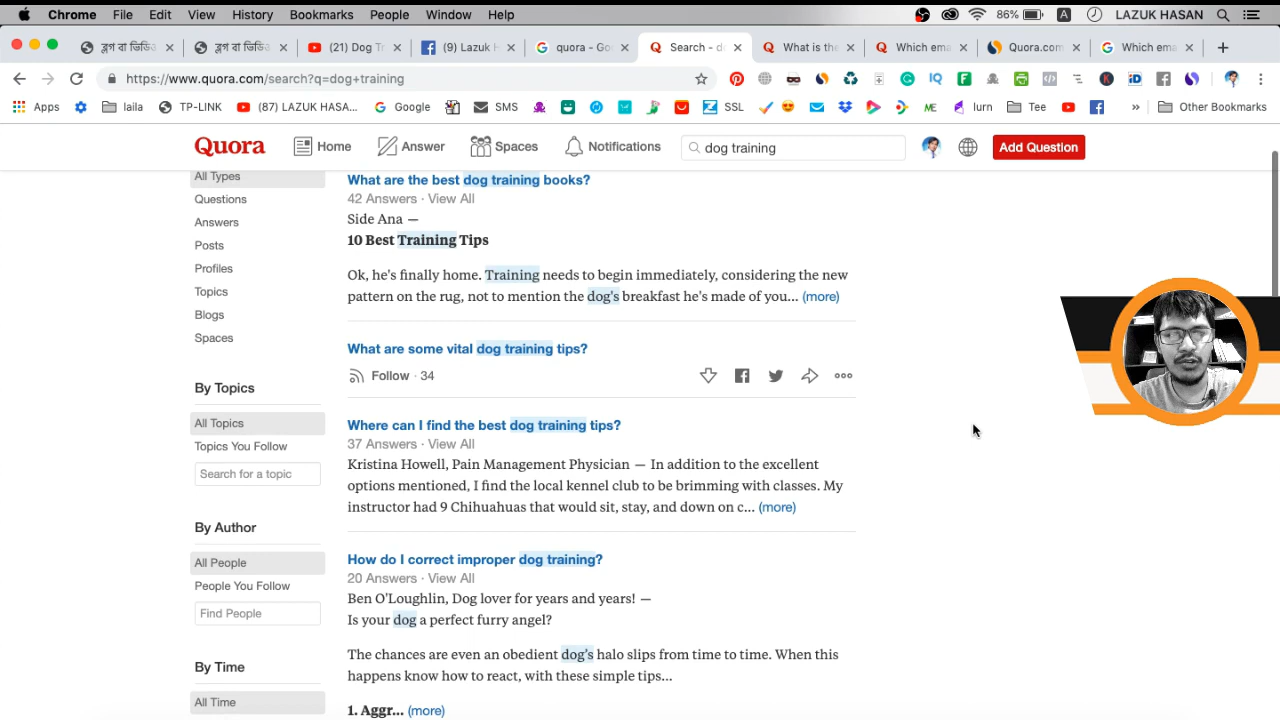 Chrome File Edit View History Bookmarks People Window Help 86% A LAZUK HASAN
ব্লগ বা ভিডিও ব্লগ বা ভিডিও (21) Dog T (9) Lazuk H quora - Go Search - d What is the Which ema Quora.com Which ema
https://www.quora.com/search?q=dog+training
Apps laila TP-LINK (87) LAZUK HASA... Google SMS SSL ME lurn Tee » Other Bookmarks
Quora Home Answer Spaces Notifications dog training Add Question
All Types
Questions
Answers
Posts
Profiles
Topics
Blogs
Spaces
By Topics
All Topics
Topics You Follow
Search for a topic
By Author
All People
People You Follow
Find People
By Time
All Time
What are the best dog training books?
42 Answers · View All
Side Ana —
10 Best Training Tips
Ok, he's finally home. Training needs to begin immediately, considering the new
pattern on the rug, not to mention the dog's breakfast he's made of you... (more)
What are some vital dog training tips?
Follow · 34
Where can I find the best dog training tips?
37 Answers · View All
Kristina Howell, Pain Management Physician — In addition to the excellent
options mentioned, I find the local kennel club to be brimming with classes. My
instructor had 9 Chihuahuas that would sit, stay, and down on c... (more)
How do I correct improper dog training?
20 Answers · View All
Ben O'Loughlin, Dog lover for years and years! —
Is your dog a perfect furry angel?
The chances are even an obedient dog's halo slips from time to time. When this
happens know how to react, with these simple tips...
1. Aggr... (more)